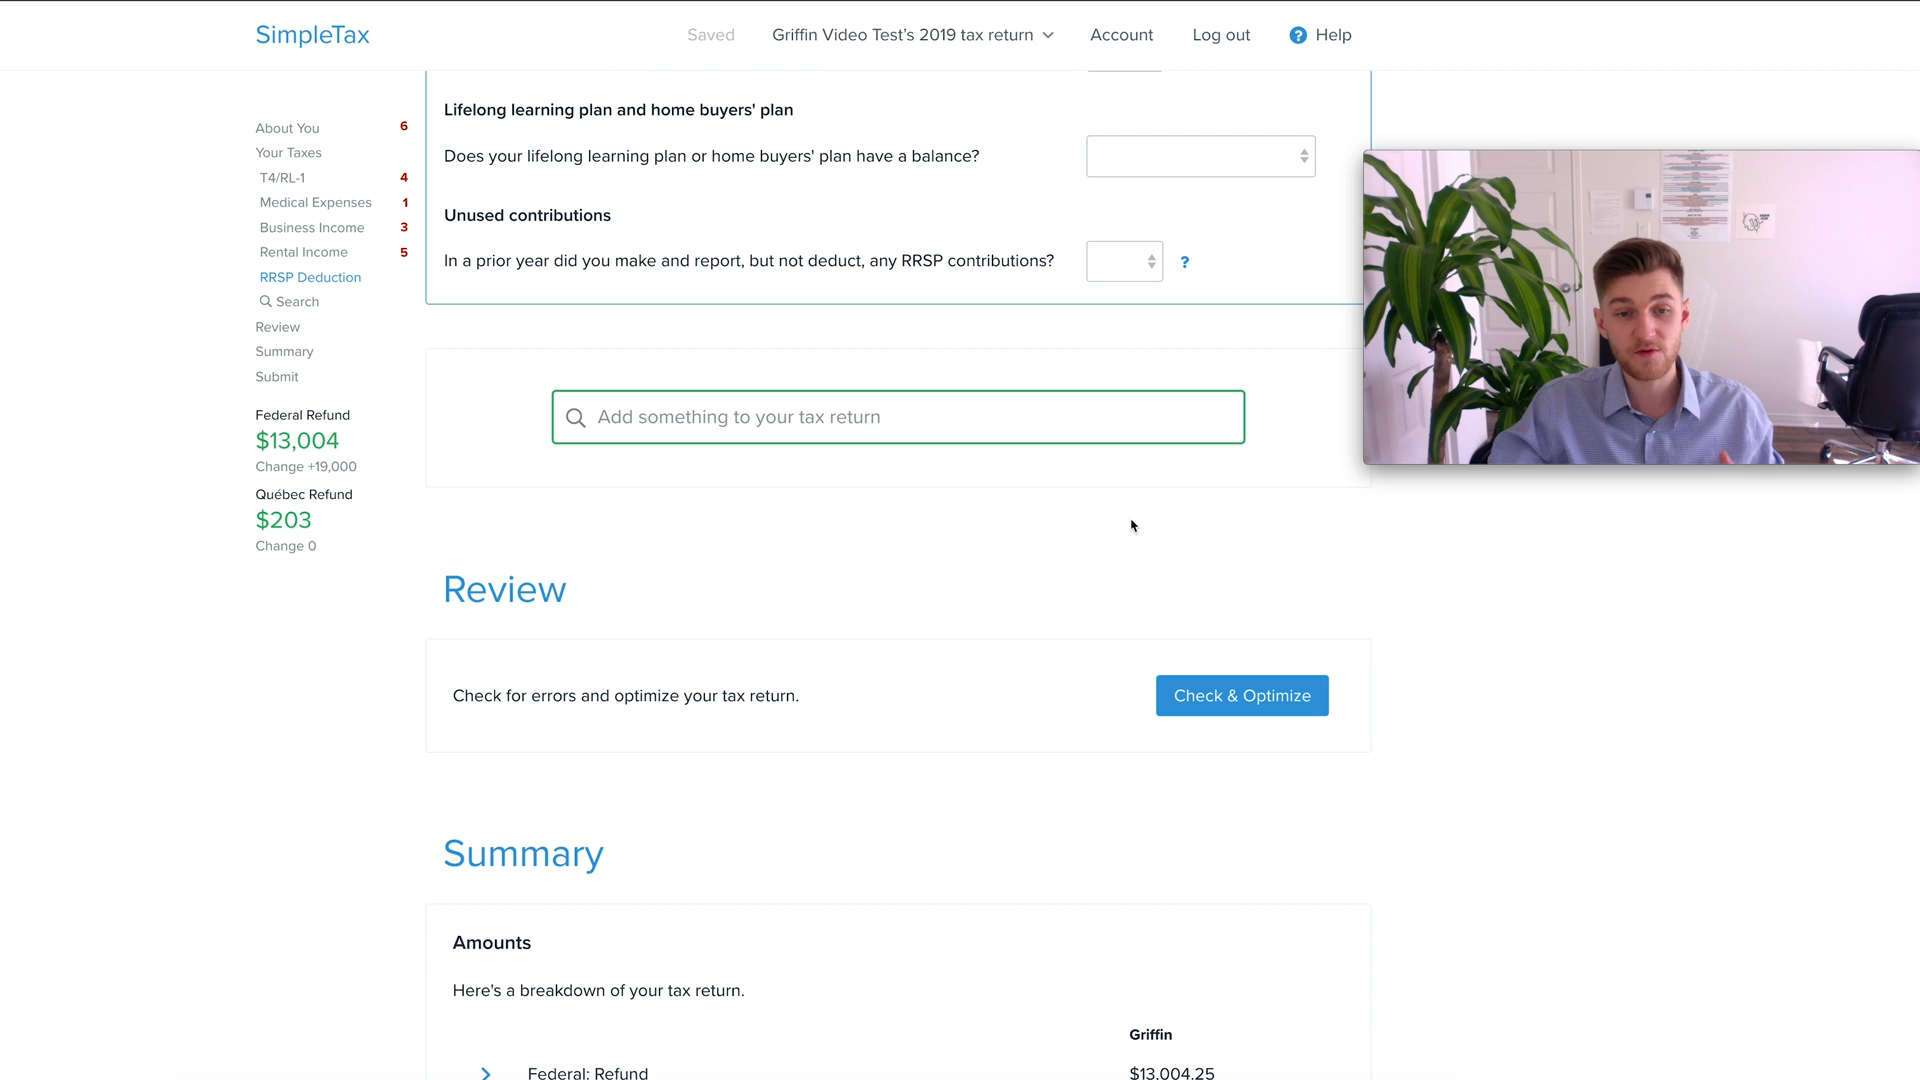 SimpleTax
Saved
Griffin Video Test's 2019 tax return
Account
Log out
? Help
About You 6
Your Taxes
T4/RL-1 4
Medical Expenses 1
Business Income 3
Rental Income 5
RRSP Deduction
Search
Review
Summary
Submit
Federal Refund
$13,004
Change +19,000
Québec Refund
$203
Change 0
Lifelong learning plan and home buyers' plan
Does your lifelong learning plan or home buyers' plan have a balance?
Unused contributions
In a prior year did you make and report, but not deduct, any RRSP contributions? ?
Add something to your tax return
Review
Check for errors and optimize your tax return.
Check & Optimize
Summary
Amounts
Here's a breakdown of your tax return.
Griffin
Federal: Refund $13,004.25